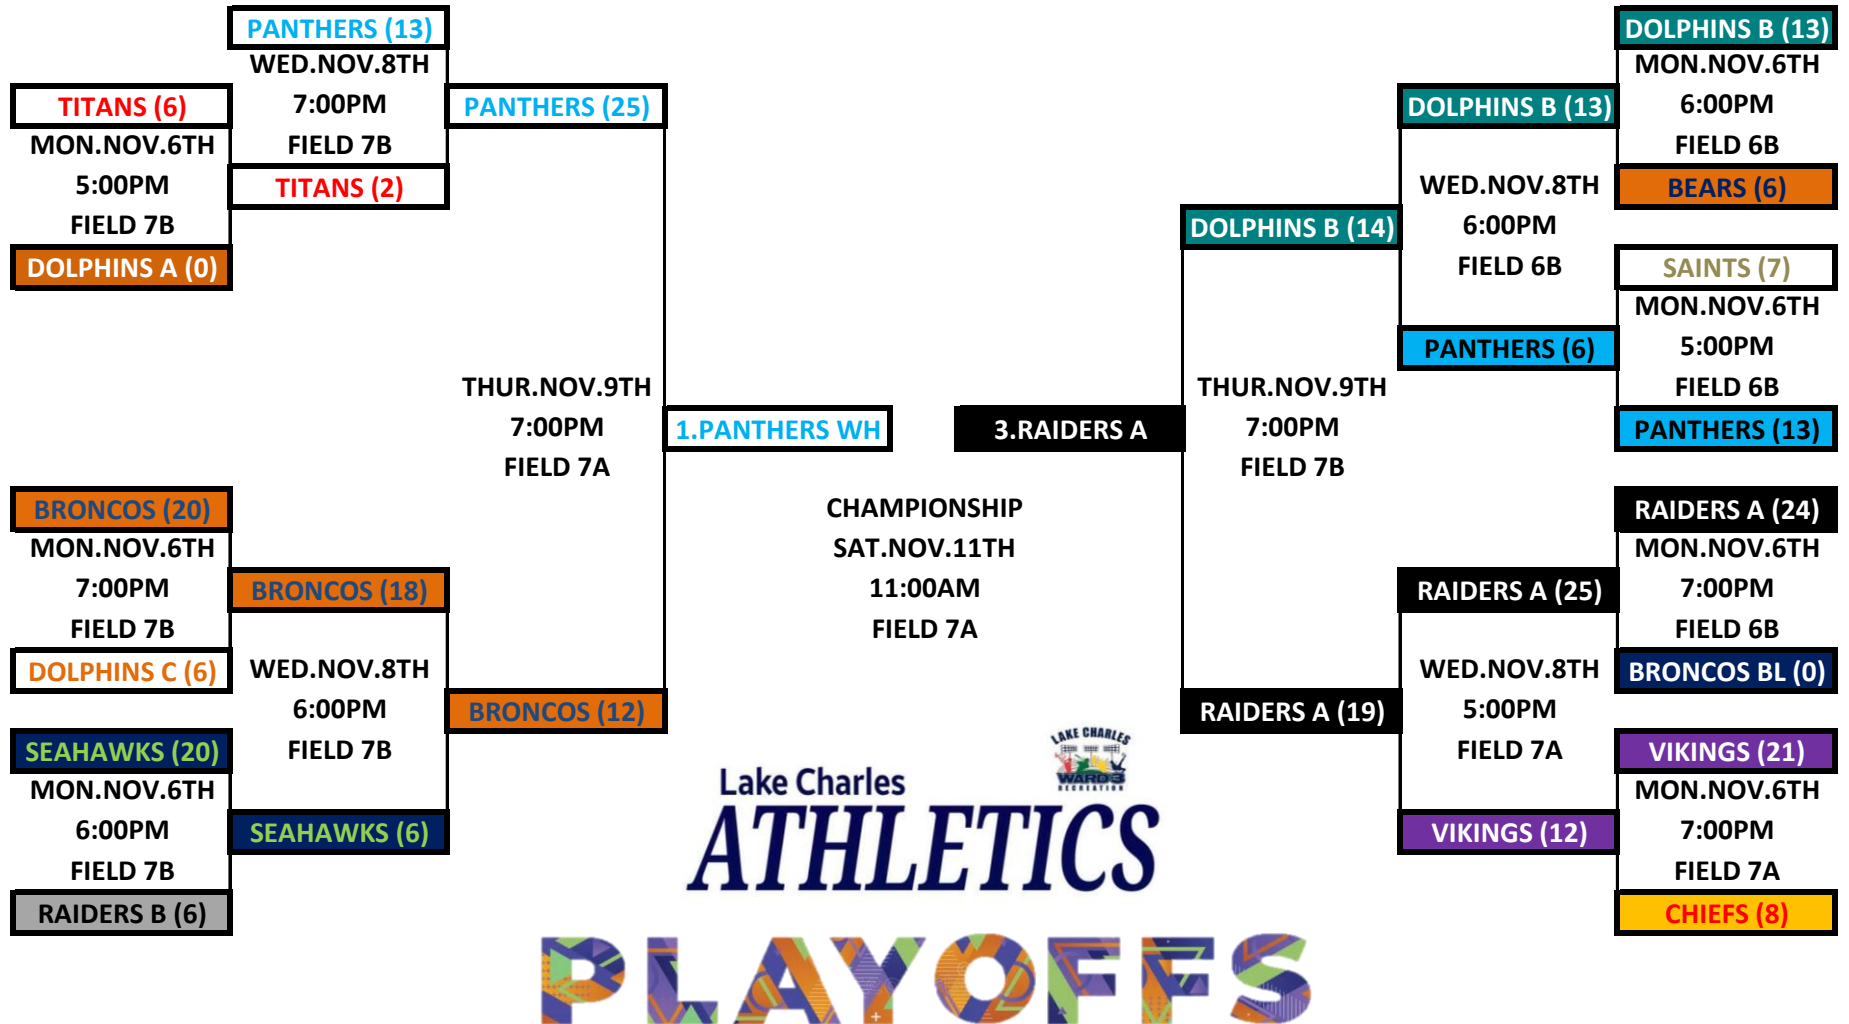 PANTHERS (13)
WED.NOV.8TH
7:00PM
FIELD 7B
TITANS (2)
TITANS (6)
MON.NOV.6TH
5:00PM
FIELD 7B
DOLPHINS A (0)
PANTHERS (25)
THUR.NOV.9TH
7:00PM
FIELD 7A
BRONCOS (12)
BRONCOS (20)
MON.NOV.6TH
7:00PM
FIELD 7B
DOLPHINS C (6)
BRONCOS (18)
WED.NOV.8TH
6:00PM
FIELD 7B
SEAHAWKS (6)
SEAHAWKS (20)
MON.NOV.6TH
6:00PM
FIELD 7B
RAIDERS B (6)
1.PANTHERS WH
3.RAIDERS A
CHAMPIONSHIP
SAT.NOV.11TH
11:00AM
FIELD 7A
DOLPHINS B (14)
THUR.NOV.9TH
7:00PM
FIELD 7B
RAIDERS A (19)
DOLPHINS B (13)
WED.NOV.8TH
6:00PM
FIELD 6B
PANTHERS (6)
DOLPHINS B (13)
MON.NOV.6TH
6:00PM
FIELD 6B
BEARS (6)
SAINTS (7)
MON.NOV.6TH
5:00PM
FIELD 6B
PANTHERS (13)
RAIDERS A (25)
WED.NOV.8TH
5:00PM
FIELD 7A
VIKINGS (12)
RAIDERS A (24)
MON.NOV.6TH
7:00PM
FIELD 6B
BRONCOS BL (0)
VIKINGS (21)
MON.NOV.6TH
7:00PM
FIELD 7A
CHIEFS (8)
LAKE CHARLES
WARD 3
RECREATION
Lake Charles
ATHLETICS
PLAYOFFS